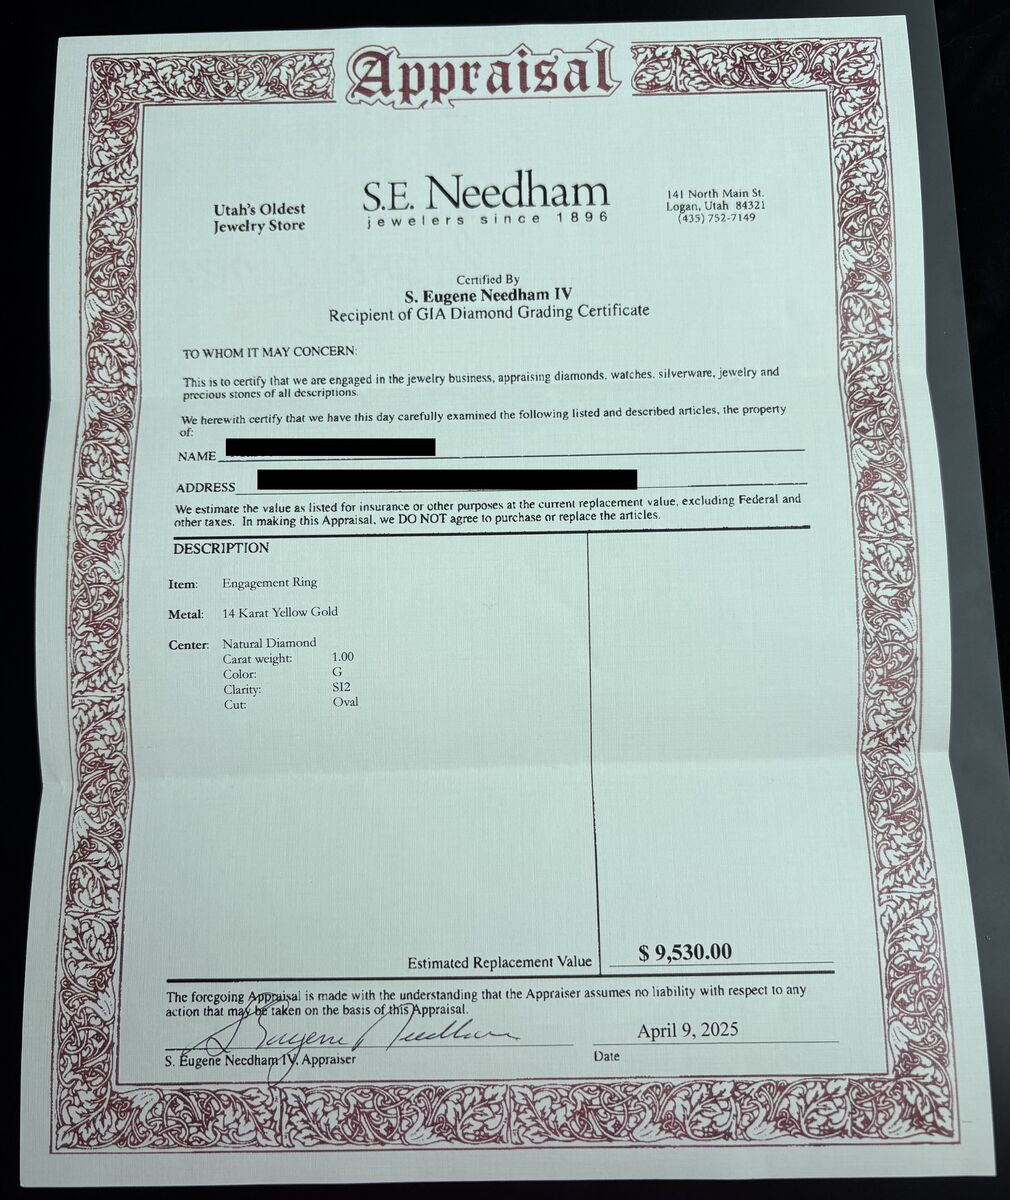 Appraisal
Utah's Oldest
Jewelry Store
S.E. Needham
jewelers since 1896
141 North Main St.
Logan, Utah 84321
(435) 752-7149
Certified By
S. Eugene Needham IV
Recipient of GIA Diamond Grading Certificate
TO WHOM IT MAY CONCERN:
This is to certify that we are engaged in the jewelry business, appraising diamonds, watches, silverware, jewelry and
precious stones of all descriptions.
We herewith certify that we have this day carefully examined the following listed and described articles, the property
of:
NAME
ADDRESS
We estimate the value as listed for insurance or other purposes at the current replacement value, excluding Federal and
other taxes. In making this Appraisal, we DO NOT agree to purchase or replace the articles.
DESCRIPTION
Item: Engagement Ring
Metal: 14 Karat Yellow Gold
Center: Natural Diamond
Carat weight: 1.00
Color: G
Clarity: SI2
Cut: Oval
Estimated Replacement Value $ 9,530.00
The foregoing Appraisal is made with the understanding that the Appraiser assumes no liability with respect to any
action that may be taken on the basis of this Appraisal.
S Eugene Needham
April 9, 2025
S. Eugene Needham IV, Appraiser
Date